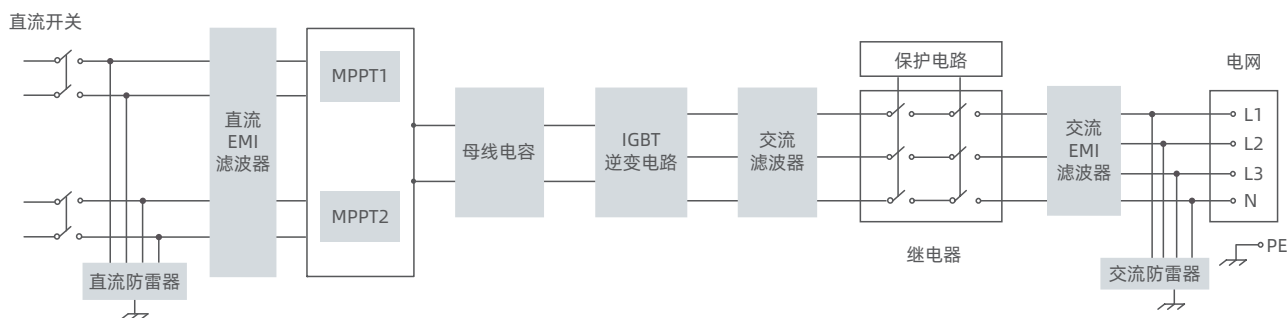 直流开关
直流
EMI
滤波器
MPPT1
MPPT2
直流防雷器
母线电容
IGBT
逆变电路
交流
滤波器
保护电路
继电器
交流
EMI
滤波器
电网
L1
L2
L3
N
PE
交流防雷器